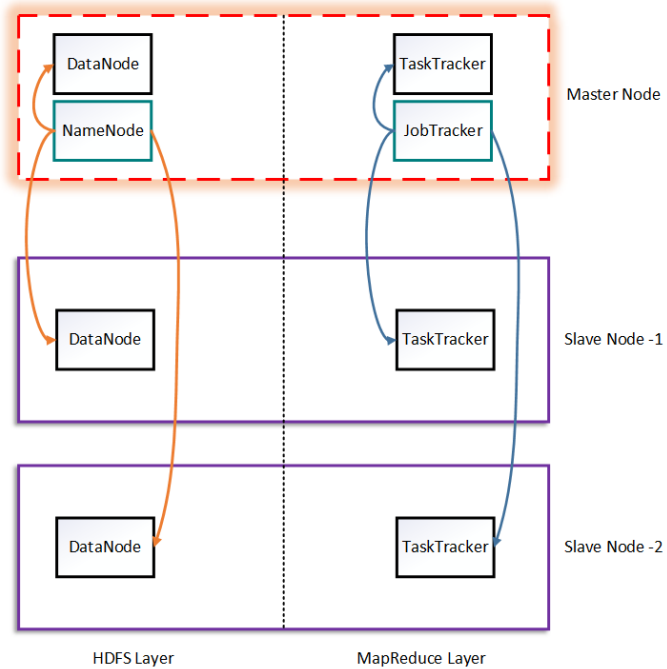 DataNode
TaskTracker
Master Node
NameNode
JobTracker
DataNode
TaskTracker
Slave Node -1
DataNode
TaskTracker
Slave Node -2
HDFS Layer
MapReduce Layer